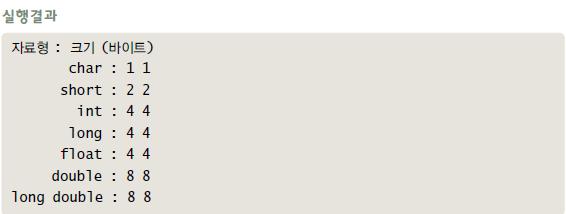 실행결과
자료형 : 크기 (바이트)
char : 1 1
short : 2 2
int : 4 4
long : 4 4
float : 4 4
double : 8 8
long double : 8 8